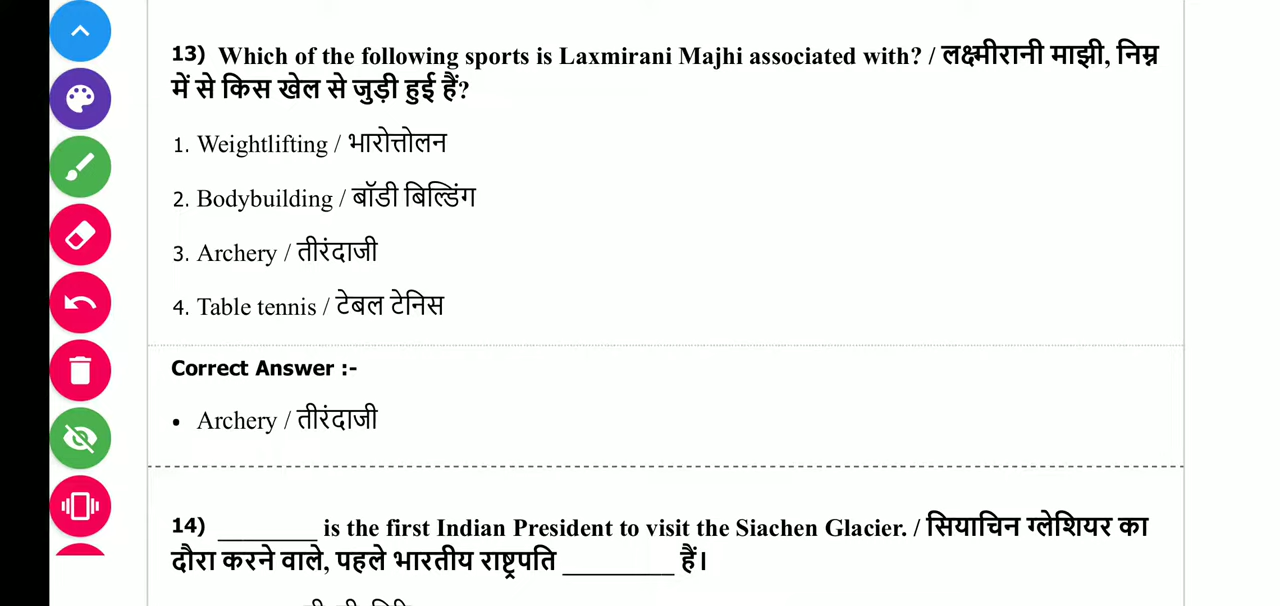 13) Which of the following sports is Laxmirani Majhi associated with? / लक्ष्मीरानी माझी, निम्न
में से किस खेल से जुड़ी हुई हैं?
1. Weightlifting / भारोत्तोलन
2. Bodybuilding / बॉडी बिल्डिंग
3. Archery / तीरंदाजी
4. Table tennis / टेबल टेनिस
Correct Answer :-
• Archery / तीरंदाजी
14) ________ is the first Indian President to visit the Siachen Glacier. / सियाचिन ग्लेशियर का
दौरा करने वाले, पहले भारतीय राष्ट्रपति ________ हैं।